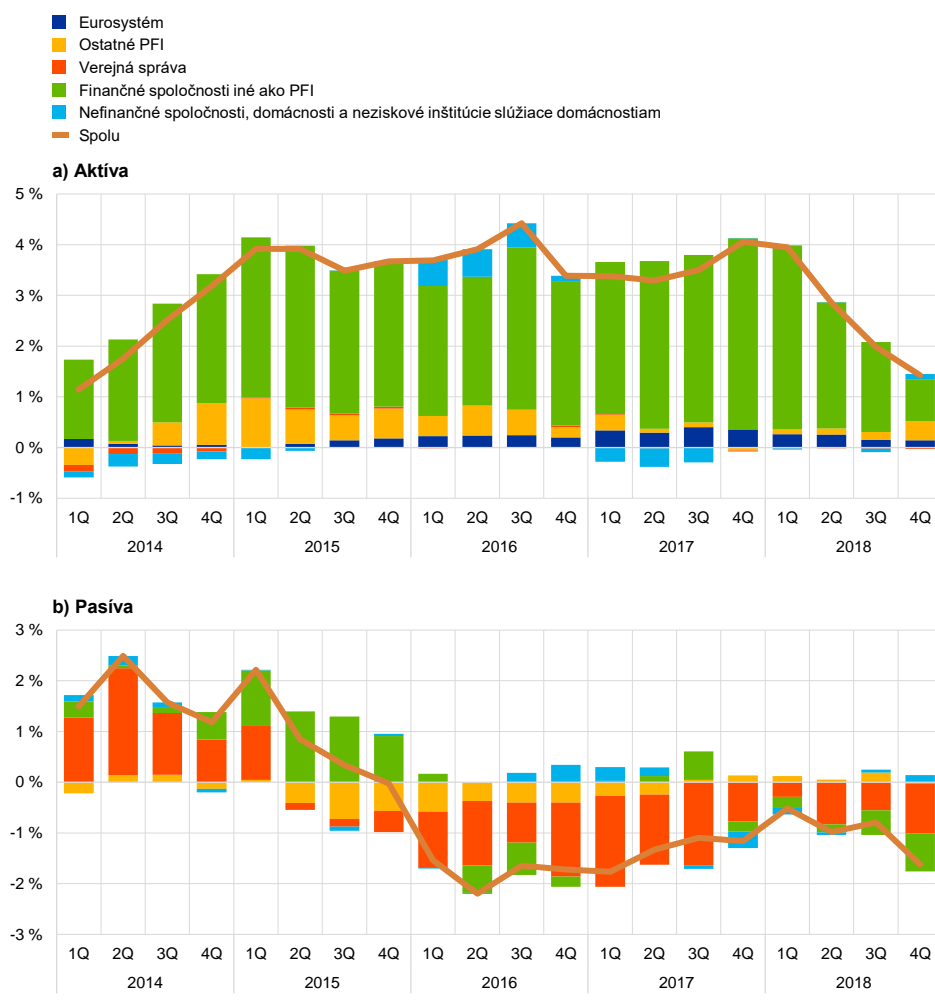 Eurosystém
Ostatné PFI
Verejná správa
Finančné spoločnosti iné ako PFI
Nefinančné spoločnosti, domácnosti a neziskové inštitúcie slúžiace domácnostiam
Spolu
a) Aktíva
5 %
4 %
3 %
2 %
1 %
0 %
-1 %
1Q 2Q 3Q 4Q 1Q 2Q 3Q 4Q 1Q 2Q 3Q 4Q 1Q 2Q 3Q 4Q 1Q 2Q 3Q 4Q
2014 2015 2016 2017 2018
b) Pasíva
3 %
2 %
1 %
0 %
-1 %
-2 %
-3 %
1Q 2Q 3Q 4Q 1Q 2Q 3Q 4Q 1Q 2Q 3Q 4Q 1Q 2Q 3Q 4Q 1Q 2Q 3Q 4Q
2014 2015 2016 2017 2018